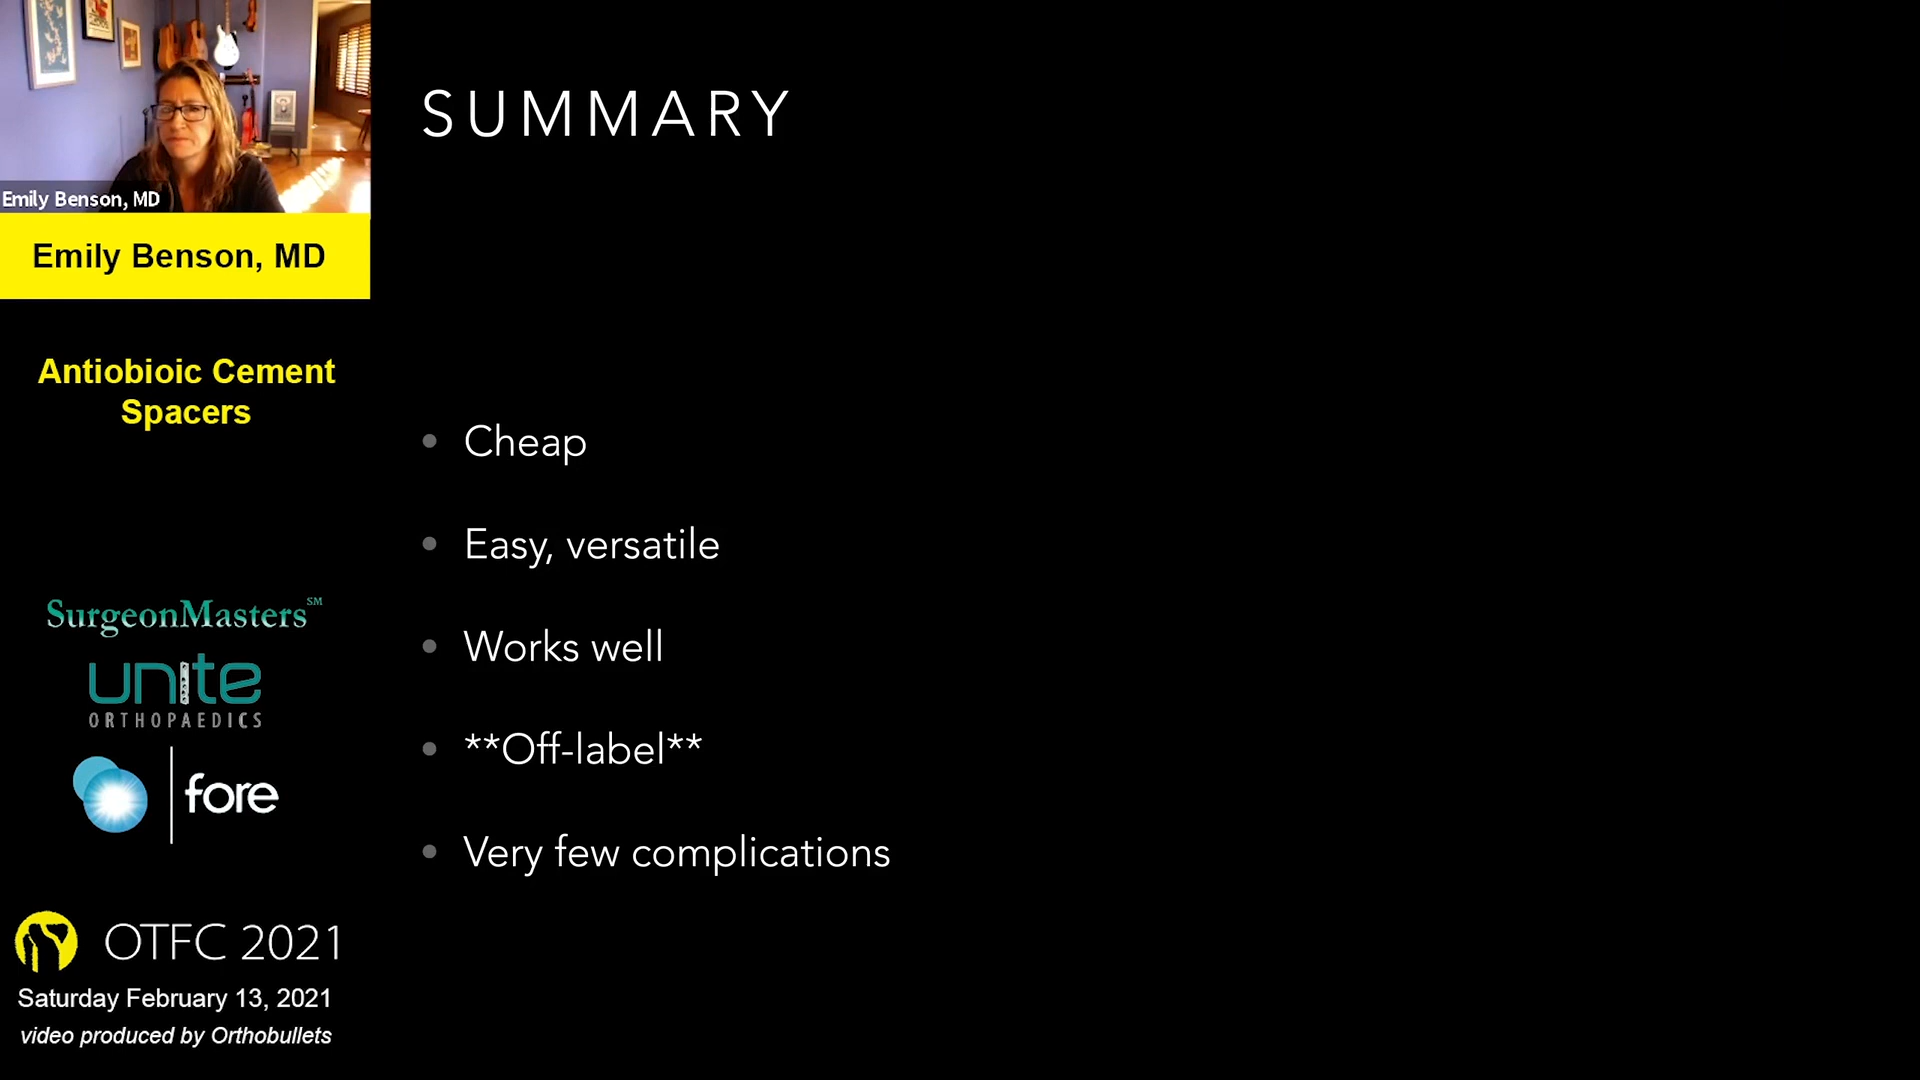 Emily Benson, MD
Emily Benson, MD
Antiobioic Cement
Spacers
SurgeonMasters℠
unite
ORTHOPAEDICS
fore
OTFC 2021
Saturday February 13, 2021
video produced by Orthobullets
SUMMARY
• Cheap
• Easy, versatile
• Works well
• **Off-label**
• Very few complications